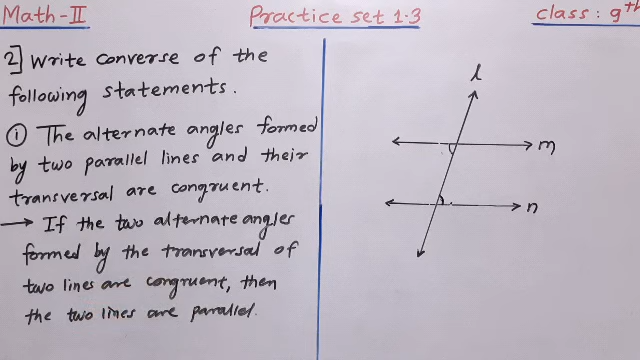 Math-II
Practice set 1.3
class: 9th
2] Write converse of the
following statements.
① The alternate angles formed
by two parallel lines and their
transversal are congruent.
→ If the two alternate angles
formed by the transversal of
two lines are congruent, then
the two lines are parallel.
l
m
n